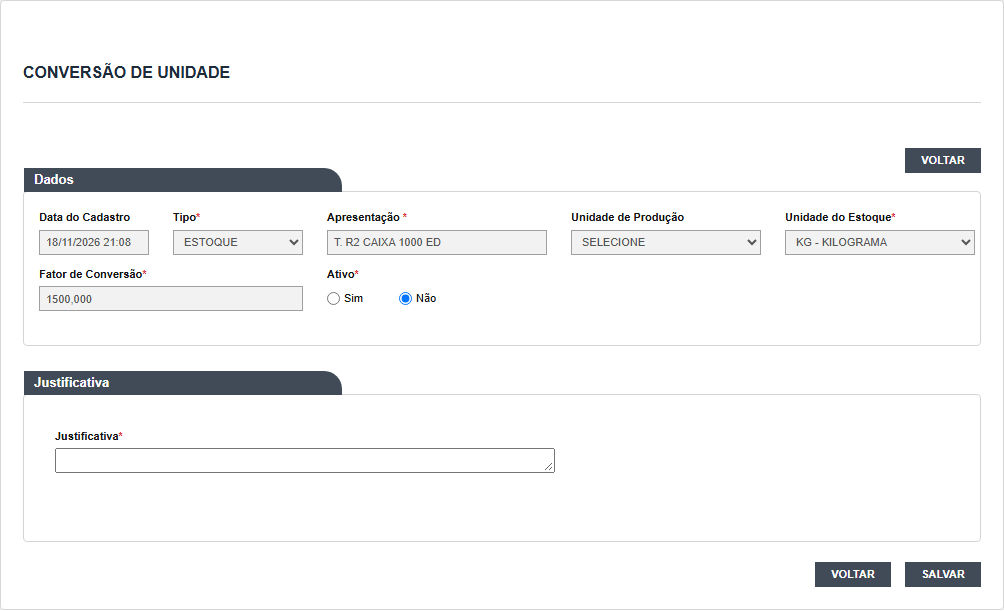 CONVERSÃO DE UNIDADE
VOLTAR
Dados
Data do Cadastro Tipo* Apresentação * Unidade de Produção Unidade do Estoque*
18/11/2026 21:08 ESTOQUE T. R2 CAIXA 1000 ED SELECIONE KG - KILOGRAMA
Fator de Conversão* Ativo*
1500,000 Sim Não
Justificativa
Justificativa*
VOLTAR SALVAR